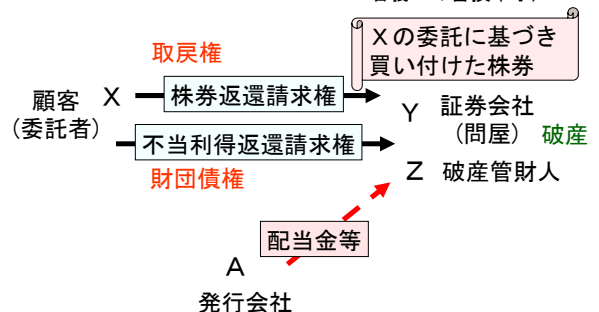 Xの委託に基づき
買い付けた株券
取戻権
顧客 X
(委託者)
株券返還請求権
Y 証券会社
(問屋) 破産
不当利得返還請求権
Z 破産管財人
財団債権
配当金等
A
発行会社